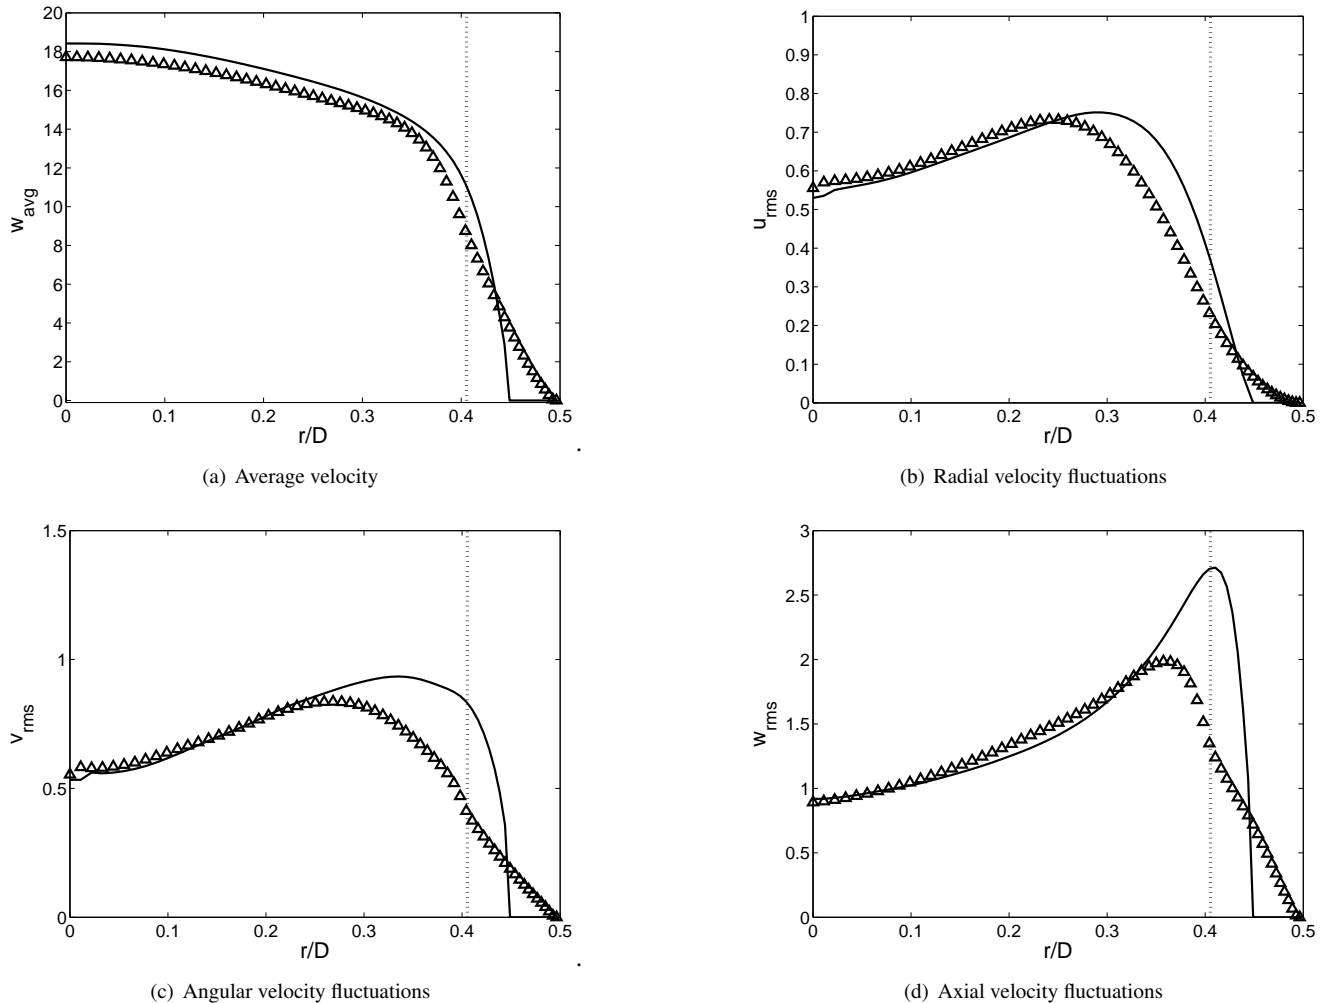 20
18
16
14
12
10
8
6
4
2
0
w_avg
0 0.1 0.2 0.3 0.4 0.5
r/D
.
(a) Average velocity
1
0.9
0.8
0.7
0.6
0.5
0.4
0.3
0.2
0.1
0
u_rms
0 0.1 0.2 0.3 0.4 0.5
r/D
(b) Radial velocity fluctuations
1.5
1
0.5
0
v_rms
0 0.1 0.2 0.3 0.4 0.5
r/D
.
(c) Angular velocity fluctuations
3
2.5
2
1.5
1
0.5
0
w_rms
0 0.1 0.2 0.3 0.4 0.5
r/D
(d) Axial velocity fluctuations